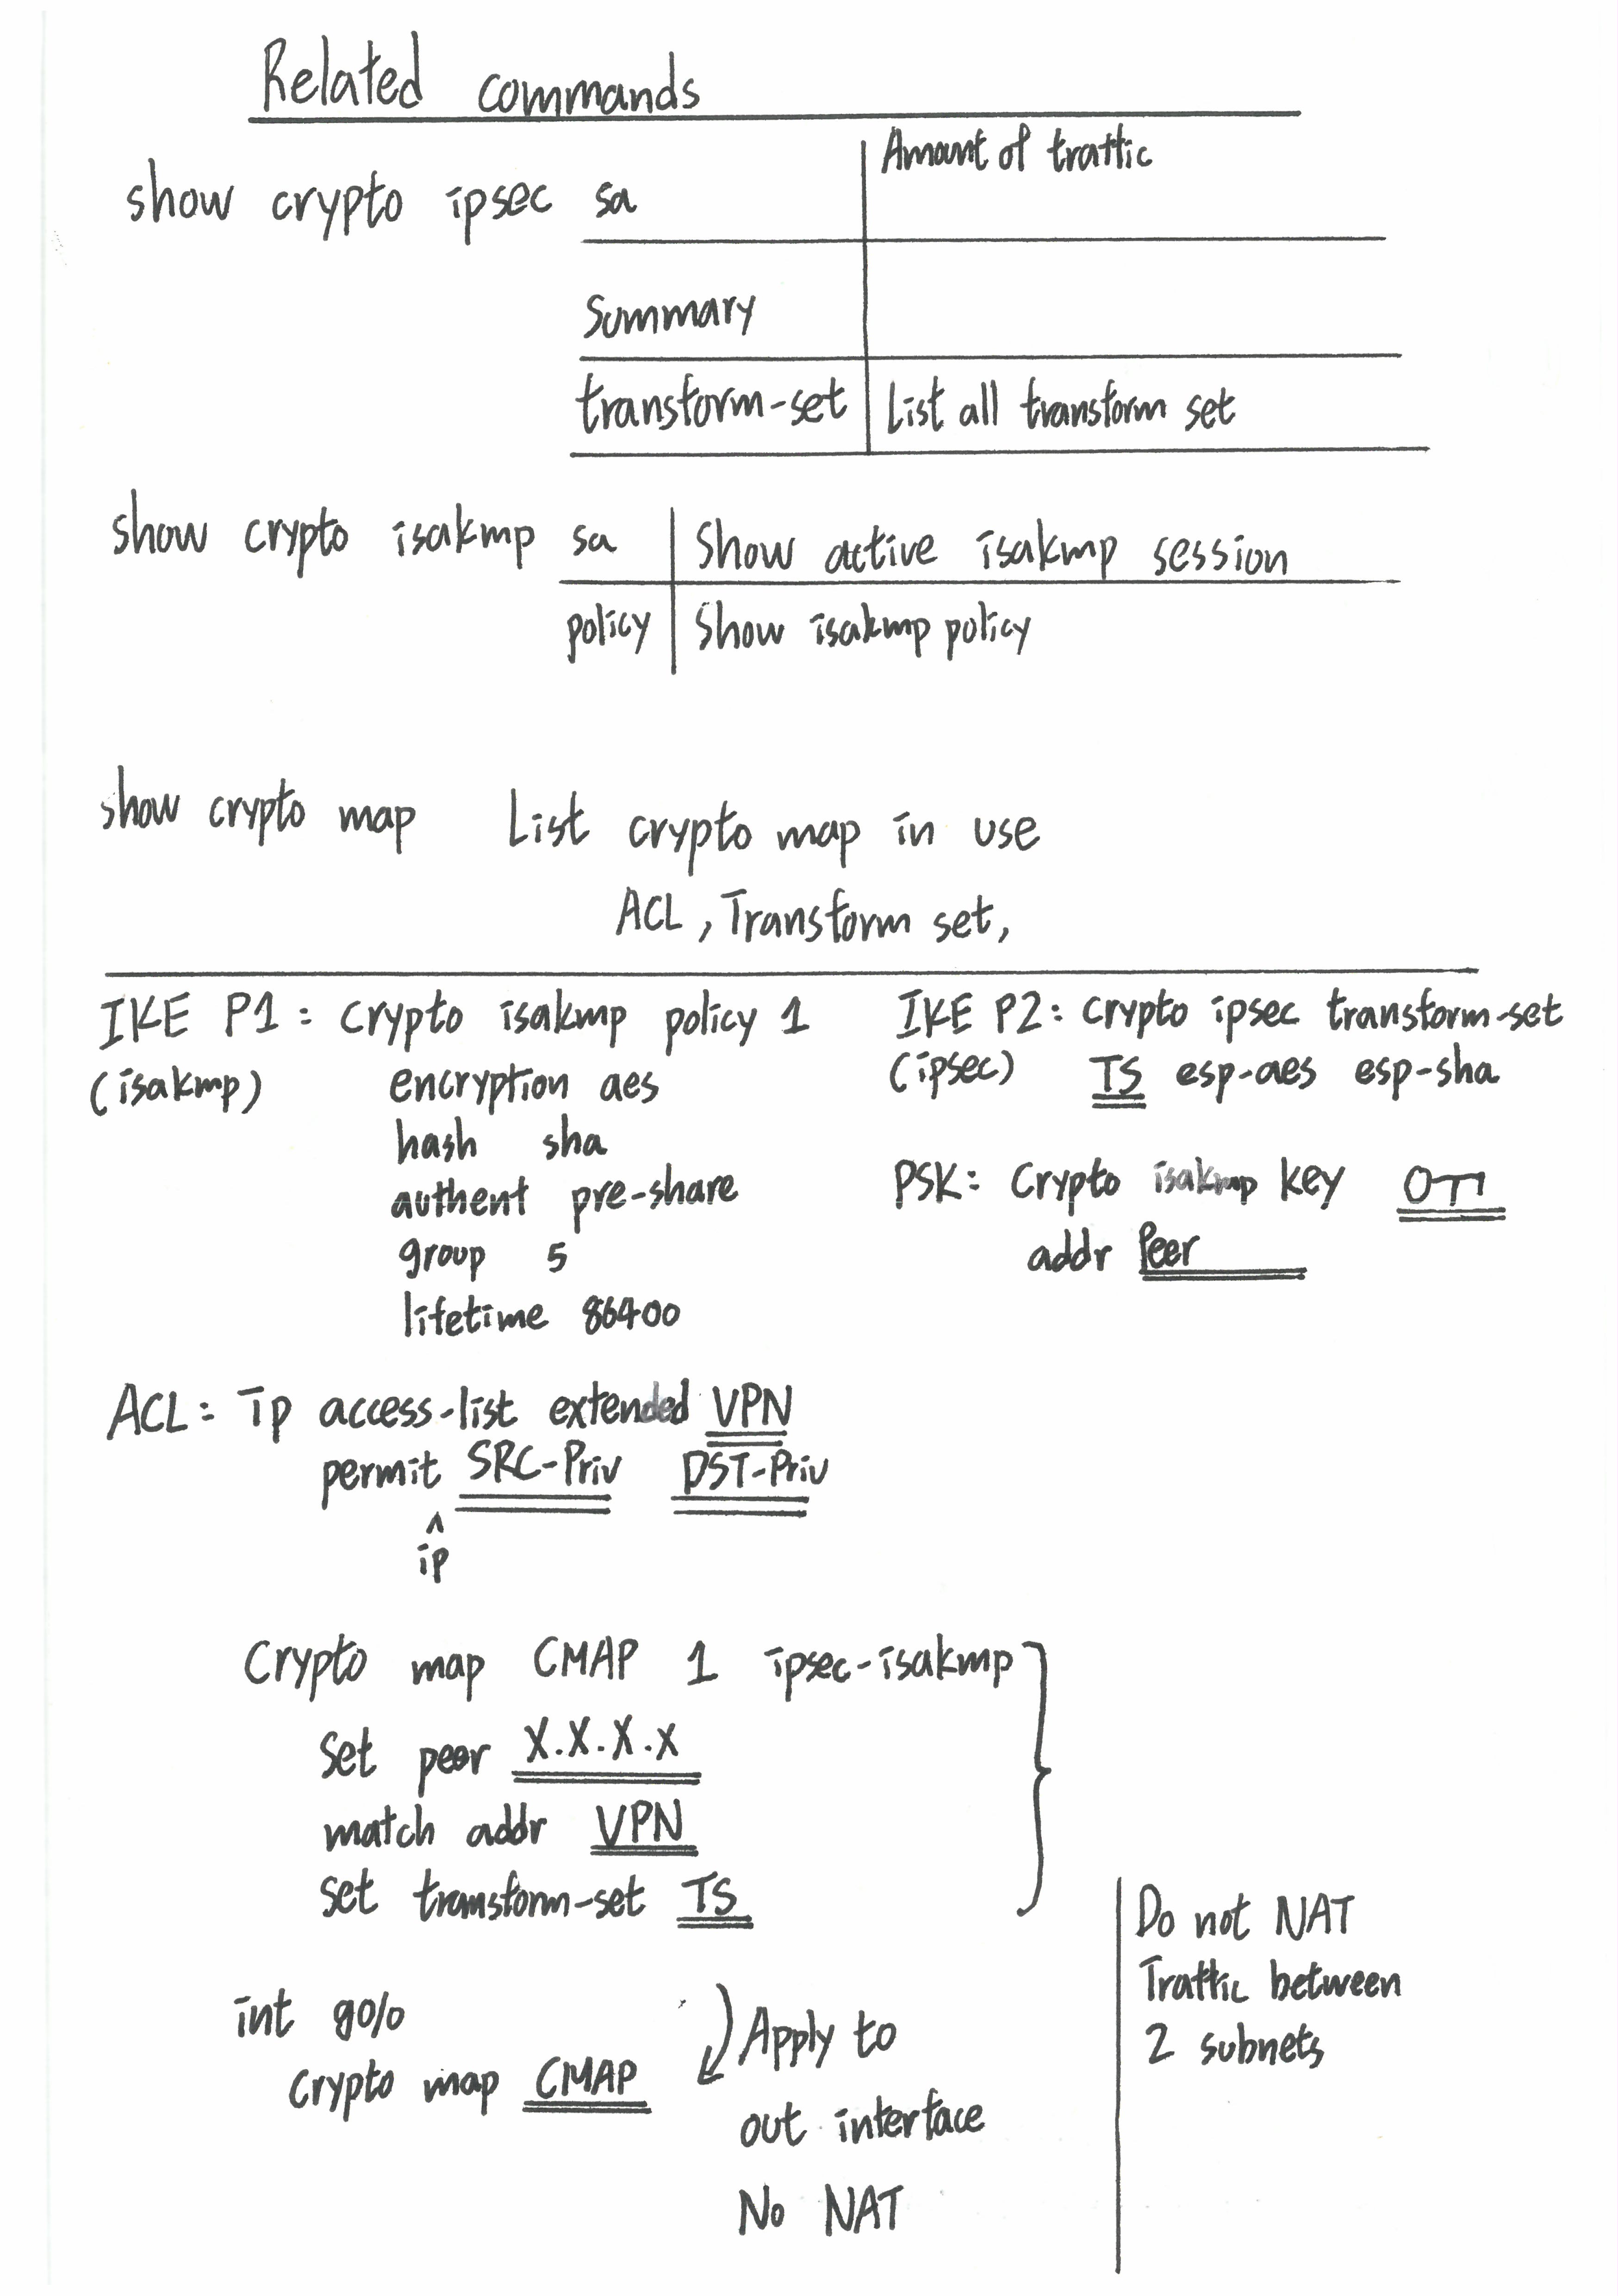 Related commands
show crypto ipsec sa
Amount of traffic
Summary
transform-set List all transform set
show crypto isakmp sa Show active isakmp session
policy Show isakmp policy
show crypto map List crypto map in use
ACL, Transform set,
IKE P1: Crypto isakmp policy 1
(isakmp) encryption aes
hash sha
authent pre-share
group 5
lifetime 86400
IKE P2: Crypto ipsec transform-set
(ipsec) TS esp-aes esp-sha
PSK: Crypto isakmp key
addr Peer
ACL: ip access-list extended VPN
permit SRC-Priv DST-Priv
^
ip
Crypto map CMAP 1 ipsec-isakmp
Set peer X.X.X.X
match addr VPN
set transform-set TS
int g0/0
crypto map CMAP
Apply to
out interface
No NAT
Do not NAT
Traffic between
2 subnets